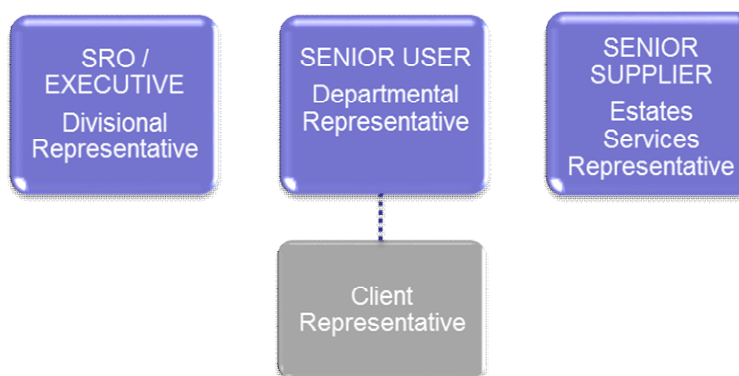 SRO /
EXECUTIVE
Divisional
Representative
SENIOR USER
Departmental
Representative
SENIOR
SUPPLIER
Estates
Services
Representative
Client
Representative